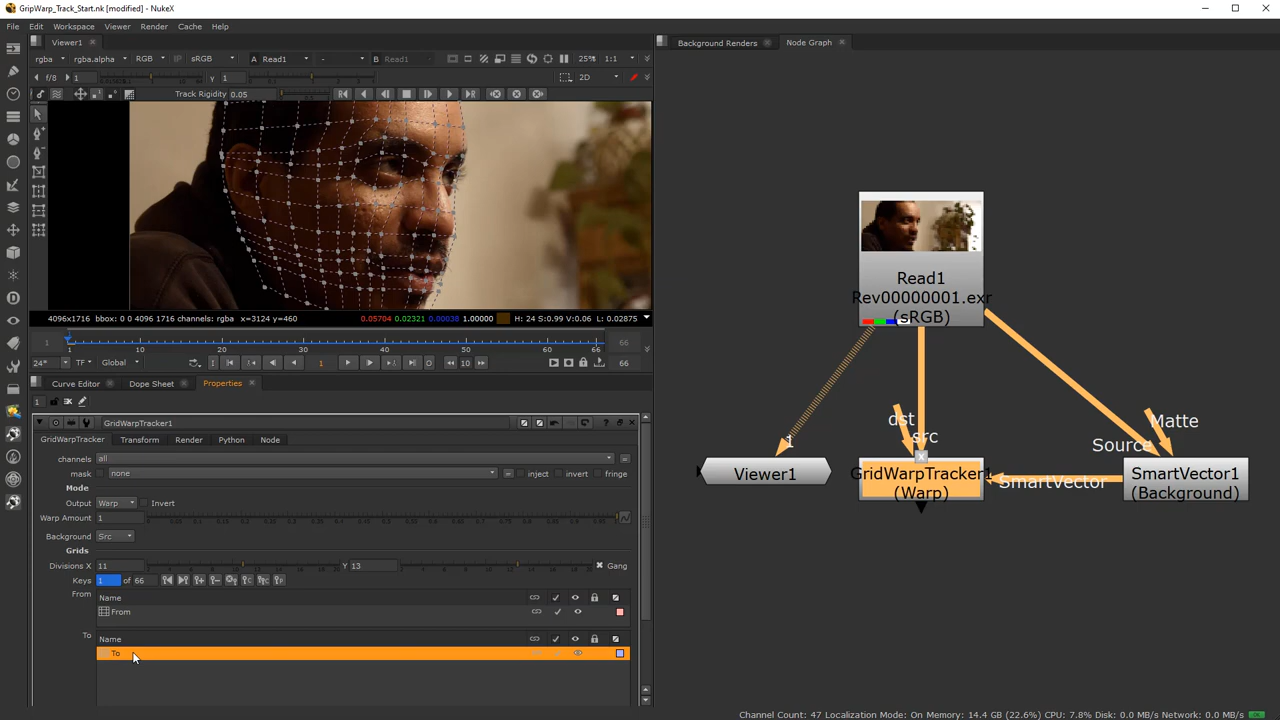 GripWarp_Track_Start.nk [modified] - NukeX
File Edit Workspace Viewer Render Cache Help
Viewer1
rgba rgba.alpha RGB IP sRGB A Read1 - B Read1 25% 1:1
f/8 1 Y 1 2D
Track Rigidity 0.05
4096x1716 bbox: 0 0 4096 1716 channels: rgba x=3124 y=460 0.05704 0.02321 0.00038 1.00000 H: 24 S:0.99 V:0.06 L: 0.02875
1 1 10 20 30 40 50 60 66 66
24* TF Global 1 10 66
Curve Editor Dope Sheet Properties
1
GridWarpTracker1
GridWarpTracker Transform Render Python Node
channels all
mask none inject invert fringe
Mode
Output Warp Invert
Warp Amount 1
Background Src
Grids
Divisions X 11 Y 13 Gang
Keys 1 of 66
From Name
From
To Name
To
Background Renders Node Graph
Read1
Rev00000001.exr
(sRGB)
1
dst
src
Matte
Source
Viewer1
GridWarpTracker1
(Warp)
SmartVector
SmartVector1
(Background)
Channel Count: 47 Localization Mode: On Memory: 14.4 GB (22.6%) CPU: 7.8% Disk: 0.0 MB/s Network: 0.0 MB/s